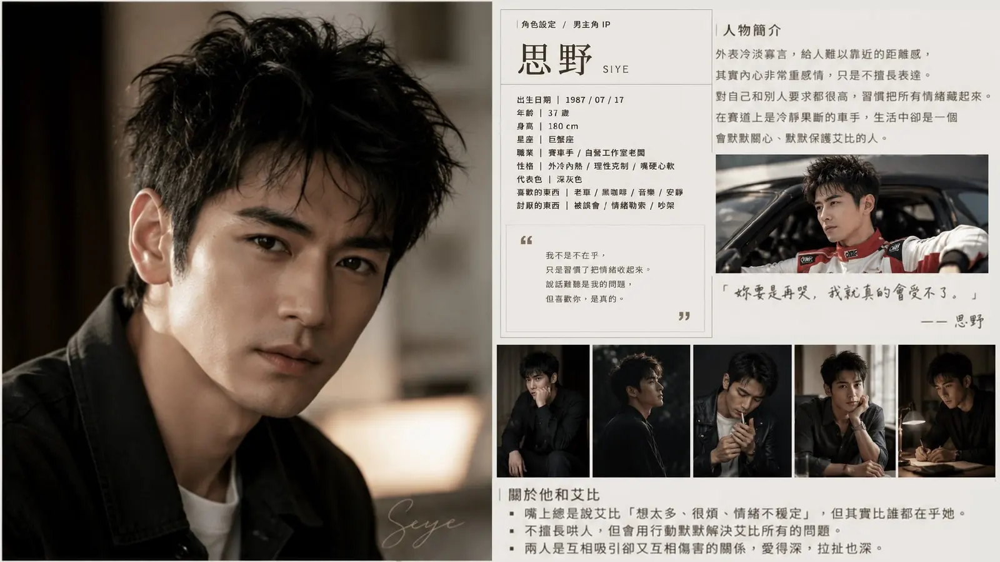 角色設定 / 男主角 IP
思野 SIYE
出生日期 | 1987 / 07 / 17
年齡 | 37 歲
身高 | 180 cm
星座 | 巨蟹座
職業 | 賽車手 / 自營工作室老闆
性格 | 外冷內熱 / 理性克制 / 嘴硬心軟
代表色 | 深灰色
喜歡的東西 | 老車 / 黑咖啡 / 音樂 / 安靜
討厭的東西 | 被誤會 / 情緒勒索 / 吵架
“
我不是不在乎，
只是習慣了把情緒收起來。
說話難聽是我的問題，
但喜歡你，是真的。
”
人物簡介
外表冷淡寡言，給人難以靠近的距離感，
其實內心非常重感情，只是不擅長表達。
對自己和別人要求都很高，習慣把所有情緒藏起來。
在賽道上是冷靜果斷的車手，生活中卻是一個
會默默關心、默默保護艾比的人。
「妳要是再哭，我就真的會受不了。」
—— 思野
關於他和艾比
▪ 嘴上總是說艾比「想太多、很煩、情緒不穩定」，但其實比誰都在乎她。
▪ 不擅長哄人，但會用行動默默解決艾比所有的問題。
▪ 兩人是互相吸引卻又互相傷害的關係，愛得深，拉扯也深。
Seye